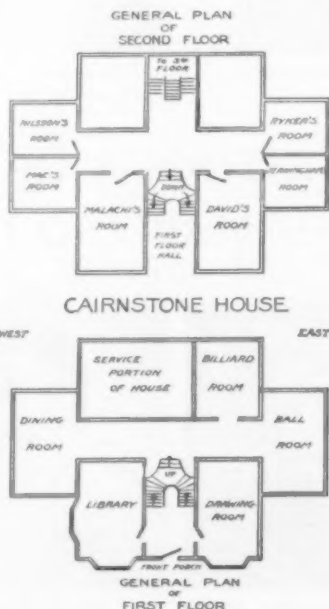 GENERAL PLAN
OF
SECOND FLOOR
TO 3RD
FLOOR
NILSSON'S
ROOM
RYKER'S
ROOM
MAC'S
ROOM
ROOM
DOWN
MALACHI'S
ROOM
DAVID'S
ROOM
FIRST
FLOOR
HALL
CAIRNSTONE HOUSE
WEST
EAST
SERVICE
PORTION
OF HOUSE
BILLIARD
ROOM
DINING
ROOM
BALL
ROOM
UP
LIBRARY
DRAWING
ROOM
FRONT PORCH
GENERAL PLAN
OF
FIRST FLOOR